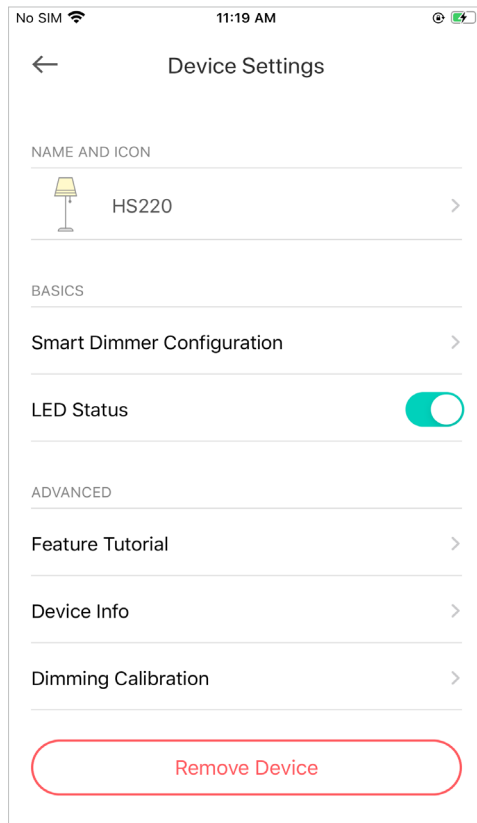 No SIM 11:19 AM
Device Settings
NAME AND ICON
HS220
BASICS
Smart Dimmer Configuration
LED Status
ADVANCED
Feature Tutorial
Device Info
Dimming Calibration
Remove Device